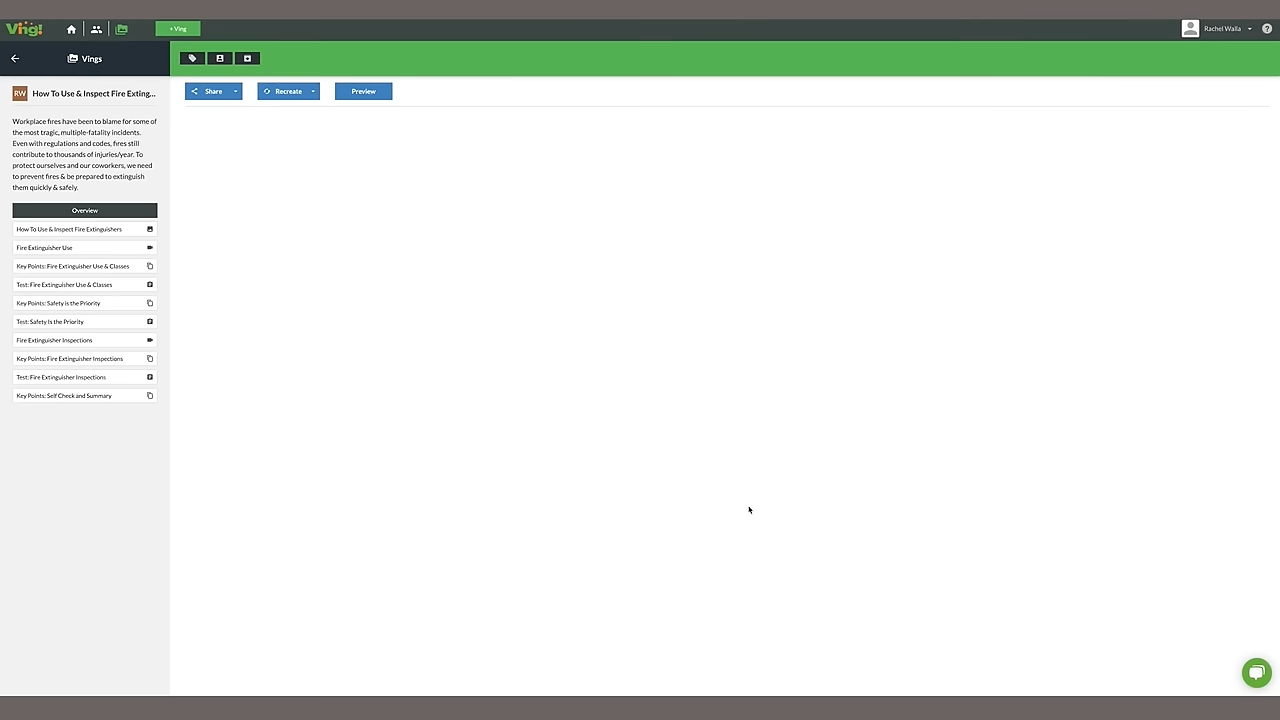 Ving!
+ Ving
Rachel Walla
?
Vings
RW How To Use & Inspect Fire Exting...
Share
Recreate
Preview
Workplace fires have been to blame for some of
the most tragic, multiple-fatality incidents.
Even with regulations and codes, fires still
contribute to thousands of injuries/year. To
protect ourselves and our coworkers, we need
to prevent fires & be prepared to extinguish
them quickly & safely.
Overview
How To Use & Inspect Fire Extinguishers
Fire Extinguisher Use
Key Points: Fire Extinguisher Use & Classes
Test: Fire Extinguisher Use & Classes
Key Points: Safety is the Priority
Test: Safety Is the Priority
Fire Extinguisher Inspections
Key Points: Fire Extinguisher Inspections
Test: Fire Extinguisher Inspections
Key Points: Self Check and Summary